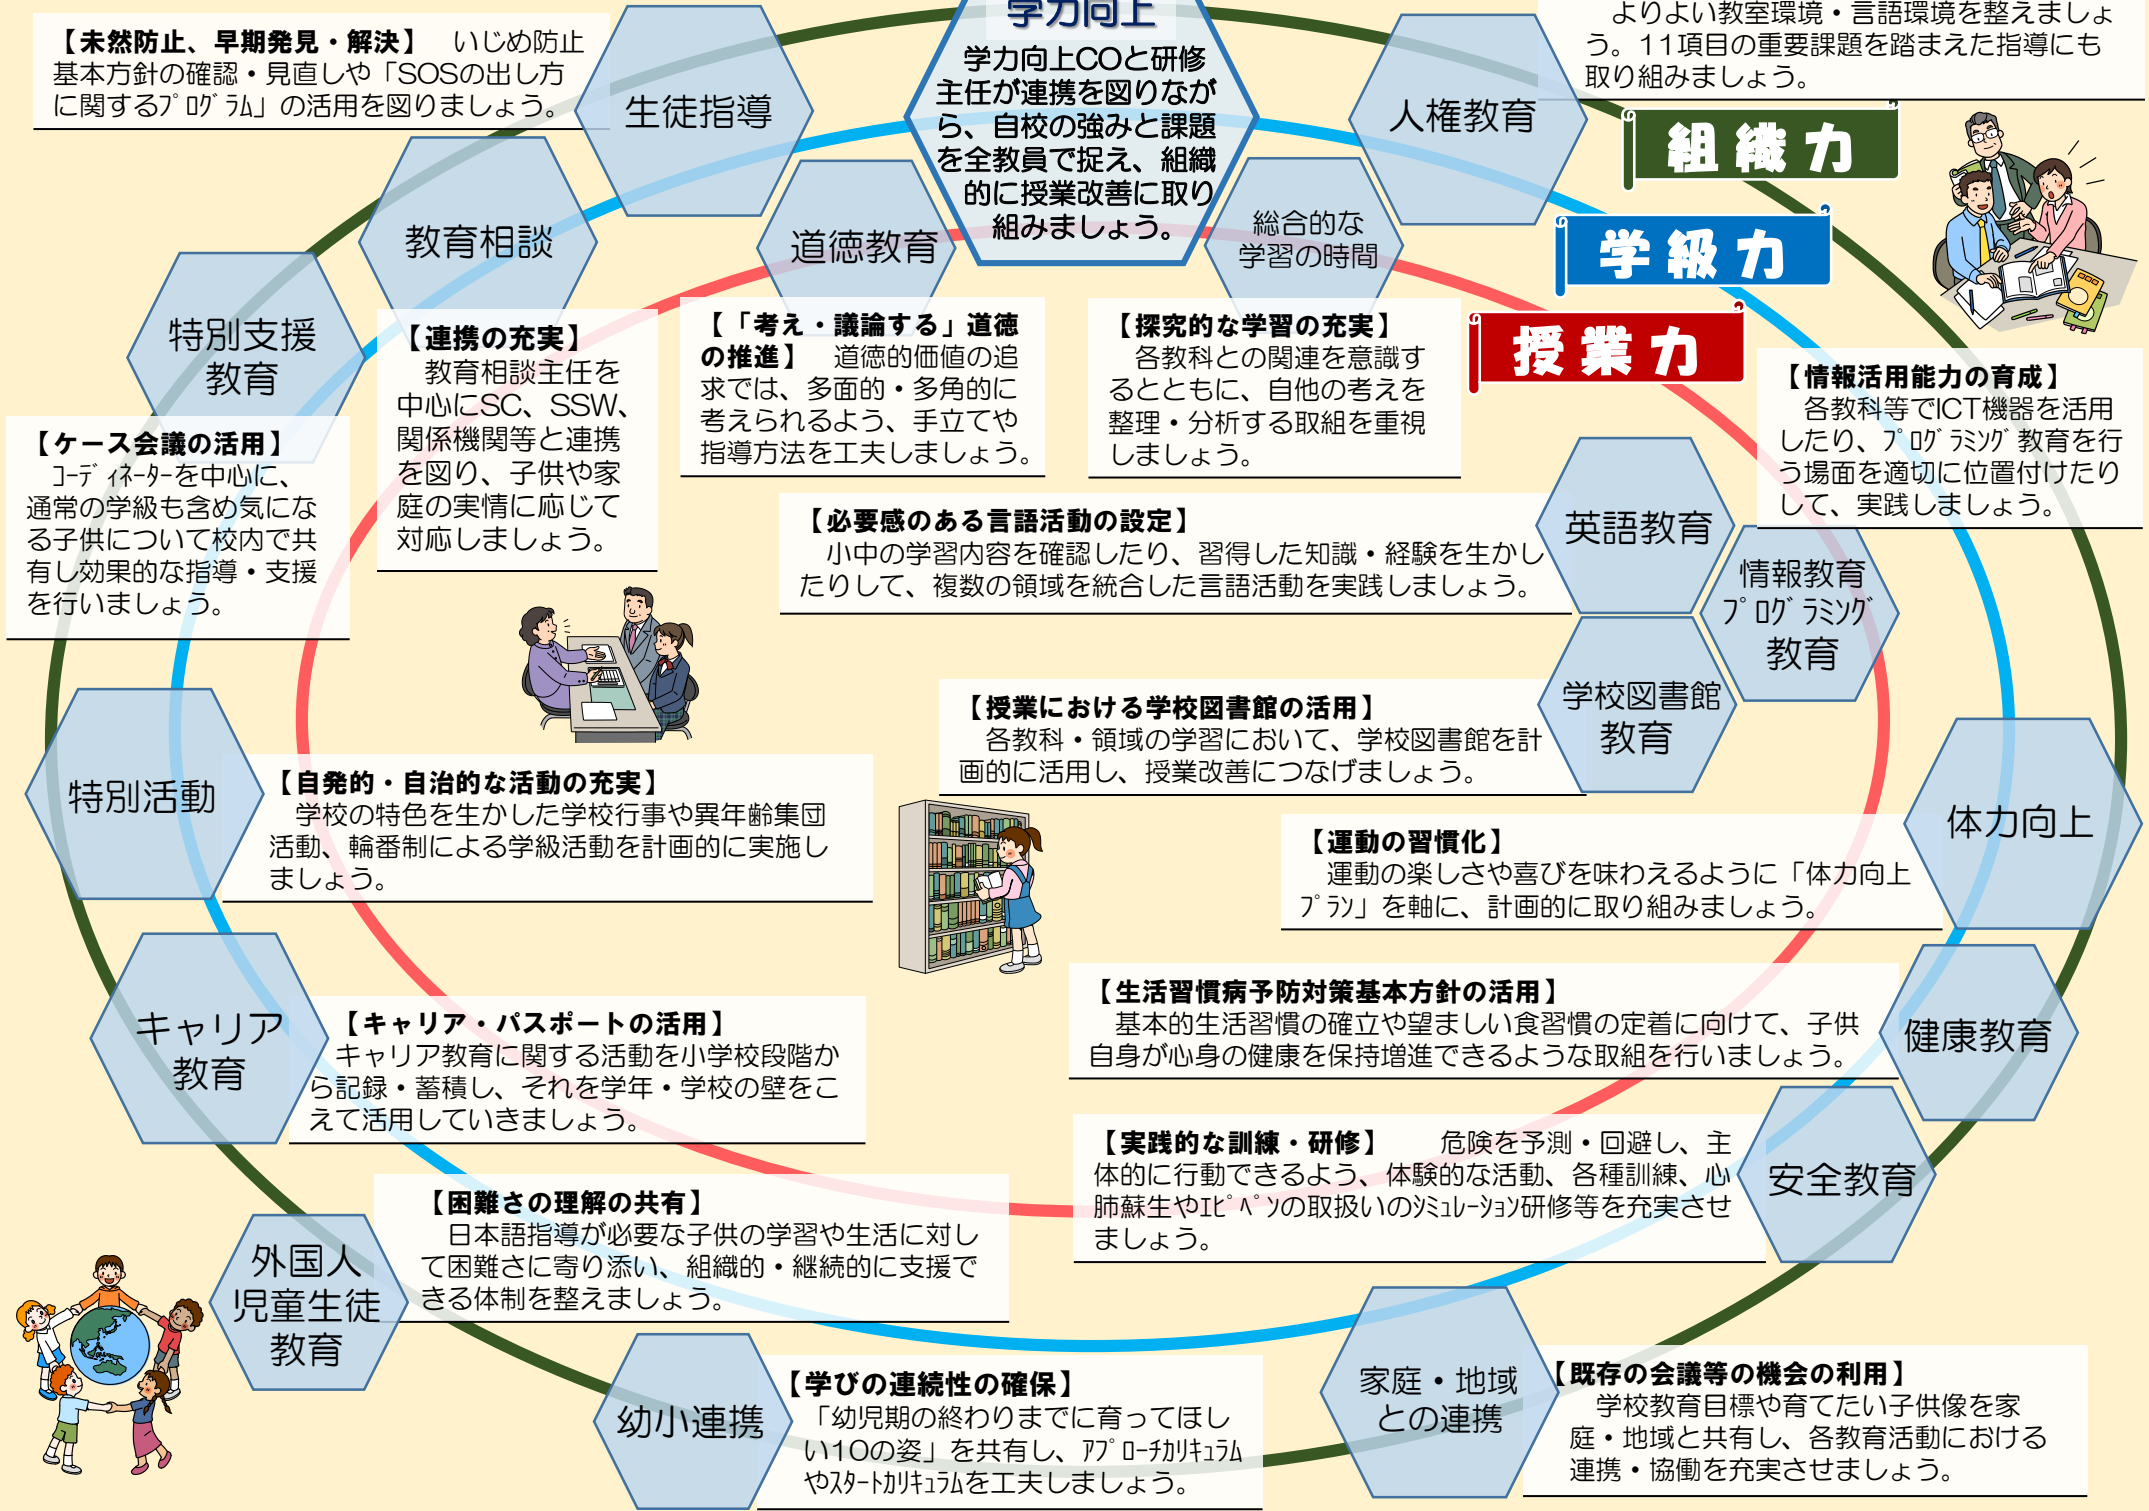 学力向上
学力向上COと研修
主任が連携を図りなが
ら、自校の強みと課題
を全教員で捉え、組織
的に授業改善に取り
組みましょう。
【未然防止、早期発見・解決】　いじめ防止
基本方針の確認・見直しや「SOSの出し方
に関するﾌﾟﾛｸﾞﾗﾑ」の活用を図りましょう。
生徒指導
人権教育
よりよい教室環境・言語環境を整えましょ
う。11項目の重要課題を踏まえた指導にも
取り組みましょう。
組織力
学級力
授業力
教育相談
【連携の充実】
教育相談主任を
中心にSC、SSW、
関係機関等と連携
を図り、子供や家
庭の実情に応じて
対応しましょう。
道徳教育
【「考え・議論する」道徳
の推進】　道徳的価値の追
求では、多面的・多角的に
考えられるよう、手立てや
指導方法を工夫しましょう。
総合的な
学習の時間
【探究的な学習の充実】
各教科との関連を意識す
るとともに、自他の考えを
整理・分析する取組を重視
しましょう。
特別支援
教育
【ケース会議の活用】
ｺｰﾃﾞｨﾈｰﾀｰを中心に、
通常の学級も含め気にな
る子供について校内で共
有し効果的な指導・支援
を行いましょう。
【情報活用能力の育成】
各教科等でICT機器を活用
したり、ﾌﾟﾛｸﾞﾗﾐﾝｸﾞ教育を行
う場面を適切に位置付けたり
して、実践しましょう。
【必要感のある言語活動の設定】
小中の学習内容を確認したり、習得した知識・経験を生かし
たりして、複数の領域を統合した言語活動を実践しましょう。
英語教育
情報教育
ﾌﾟﾛｸﾞﾗﾐﾝｸﾞ
教育
【授業における学校図書館の活用】
各教科・領域の学習において、学校図書館を計
画的に活用し、授業改善につなげましょう。
学校図書館
教育
特別活動
【自発的・自治的な活動の充実】
学校の特色を生かした学校行事や異年齢集団
活動、輪番制による学級活動を計画的に実施し
ましょう。
【運動の習慣化】
運動の楽しさや喜びを味わえるように「体力向上
ﾌﾟﾗﾝ」を軸に、計画的に取り組みましょう。
体力向上
キャリア
教育
【キャリア・パスポートの活用】
キャリア教育に関する活動を小学校段階か
ら記録・蓄積し、それを学年・学校の壁をこ
えて活用していきましょう。
【生活習慣病予防対策基本方針の活用】
基本的生活習慣の確立や望ましい食習慣の定着に向けて、子供
自身が心身の健康を保持増進できるような取組を行いましょう。
健康教育
【実践的な訓練・研修】　危険を予測・回避し、主
体的に行動できるよう、体験的な活動、各種訓練、心
肺蘇生やｴﾋﾟﾍﾟﾝの取扱いのｼﾐｭﾚｰｼｮﾝ研修等を充実させ
ましょう。
安全教育
外国人
児童生徒
教育
【困難さの理解の共有】
日本語指導が必要な子供の学習や生活に対し
て困難さに寄り添い、組織的・継続的に支援で
きる体制を整えましょう。
幼小連携
【学びの連続性の確保】
「幼児期の終わりまでに育ってほし
い10の姿」を共有し、ｱﾌﾟﾛｰﾁｶﾘｷｭﾗﾑ
やｽﾀｰﾄｶﾘｷｭﾗﾑを工夫しましょう。
家庭・地域
との連携
【既存の会議等の機会の利用】
学校教育目標や育てたい子供像を家
庭・地域と共有し、各教育活動における
連携・協働を充実させましょう。